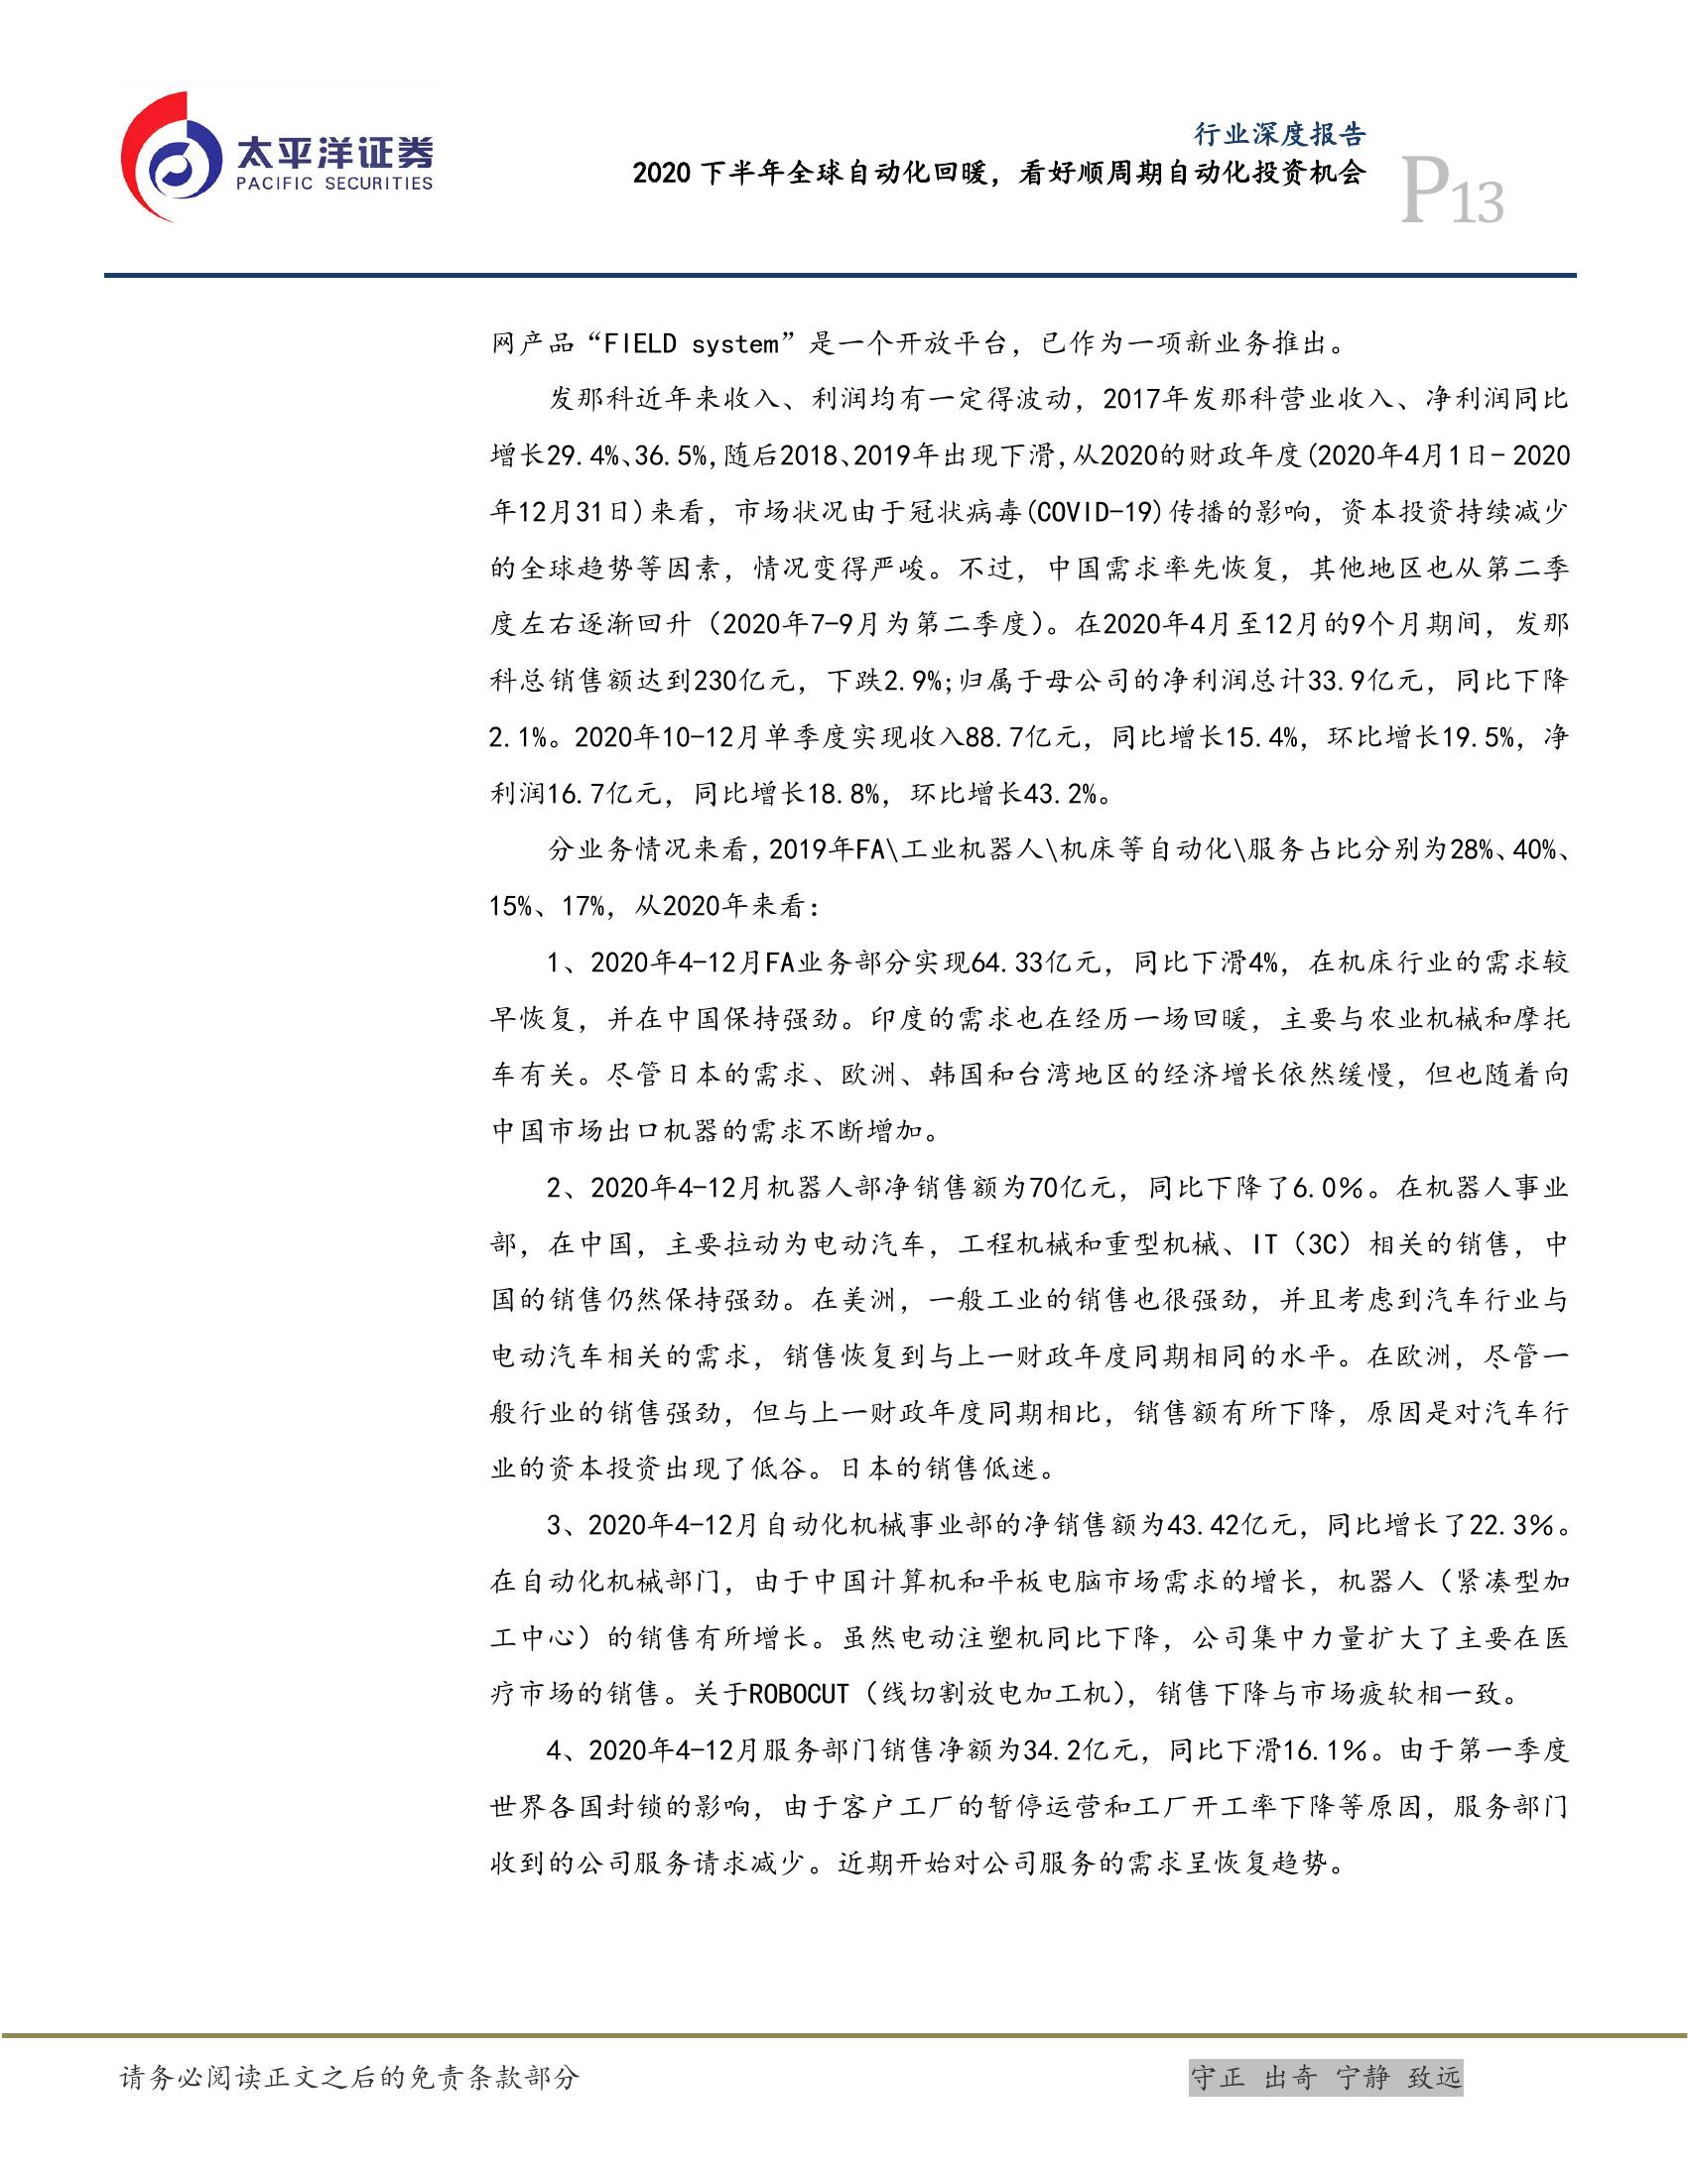 太平洋证券
PACIFIC SECURITIES
行业深度报告
2020 下半年全球自动化回暖，看好顺周期自动化投资机会
P13
网产品“FIELD system”是一个开放平台，已作为一项新业务推出。
发那科近年来收入、利润均有一定得波动，2017年发那科营业收入、净利润同比
增长29.4%、36.5%,随后2018、2019年出现下滑,从2020的财政年度(2020年4月1日- 2020
年12月31日)来看，市场状况由于冠状病毒(COVID-19)传播的影响，资本投资持续减少
的全球趋势等因素，情况变得严峻。不过，中国需求率先恢复，其他地区也从第二季
度左右逐渐回升（2020年7-9月为第二季度）。在2020年4月至12月的9个月期间，发那
科总销售额达到230亿元，下跌2.9%;归属于母公司的净利润总计33.9亿元，同比下降
2.1%。2020年10-12月单季度实现收入88.7亿元，同比增长15.4%，环比增长19.5%，净
利润16.7亿元，同比增长18.8%，环比增长43.2%。
分业务情况来看,2019年FA\工业机器人\机床等自动化\服务占比分别为28%、40%、
15%、17%，从2020年来看：
1、2020年4-12月FA业务部分实现64.33亿元，同比下滑4%，在机床行业的需求较
早恢复，并在中国保持强劲。印度的需求也在经历一场回暖，主要与农业机械和摩托
车有关。尽管日本的需求、欧洲、韩国和台湾地区的经济增长依然缓慢，但也随着向
中国市场出口机器的需求不断增加。
2、2020年4-12月机器人部净销售额为70亿元，同比下降了6.0％。在机器人事业
部，在中国，主要拉动为电动汽车，工程机械和重型机械、IT（3C）相关的销售，中
国的销售仍然保持强劲。在美洲，一般工业的销售也很强劲，并且考虑到汽车行业与
电动汽车相关的需求，销售恢复到与上一财政年度同期相同的水平。在欧洲，尽管一
般行业的销售强劲，但与上一财政年度同期相比，销售额有所下降，原因是对汽车行
业的资本投资出现了低谷。日本的销售低迷。
3、2020年4-12月自动化机械事业部的净销售额为43.42亿元，同比增长了22.3％。
在自动化机械部门，由于中国计算机和平板电脑市场需求的增长，机器人（紧凑型加
工中心）的销售有所增长。虽然电动注塑机同比下降，公司集中力量扩大了主要在医
疗市场的销售。关于ROBOCUT（线切割放电加工机），销售下降与市场疲软相一致。
4、2020年4-12月服务部门销售净额为34.2亿元，同比下滑16.1％。由于第一季度
世界各国封锁的影响，由于客户工厂的暂停运营和工厂开工率下降等原因，服务部门
收到的公司服务请求减少。近期开始对公司服务的需求呈恢复趋势。
请务必阅读正文之后的免责条款部分
守正 出奇 宁静 致远